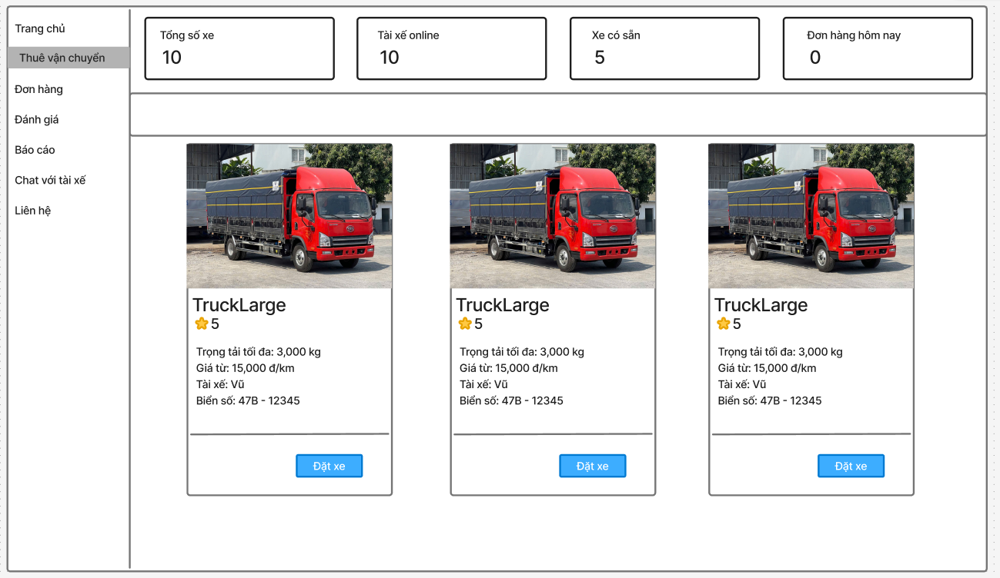 Trang chủ
Thuê vận chuyển
Đơn hàng
Đánh giá
Báo cáo
Chat với tài xế
Liên hệ
Tổng số xe
10
Tài xế online
10
Xe có sẵn
5
Đơn hàng hôm nay
0
TruckLarge
5
Trọng tải tối đa: 3,000 kg
Giá từ: 15,000 đ/km
Tài xế: Vũ
Biển số: 47B - 12345
Đặt xe
TruckLarge
5
Trọng tải tối đa: 3,000 kg
Giá từ: 15,000 đ/km
Tài xế: Vũ
Biển số: 47B - 12345
Đặt xe
TruckLarge
5
Trọng tải tối đa: 3,000 kg
Giá từ: 15,000 đ/km
Tài xế: Vũ
Biển số: 47B - 12345
Đặt xe